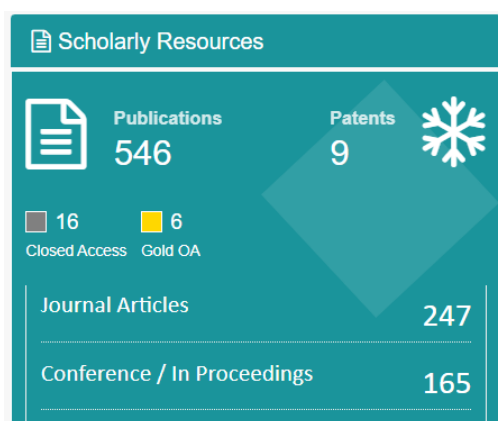 Scholarly Resources
Publications
546
Patents
9
16
Closed Access
6
Gold OA
Journal Articles
247
Conference / In Proceedings
165